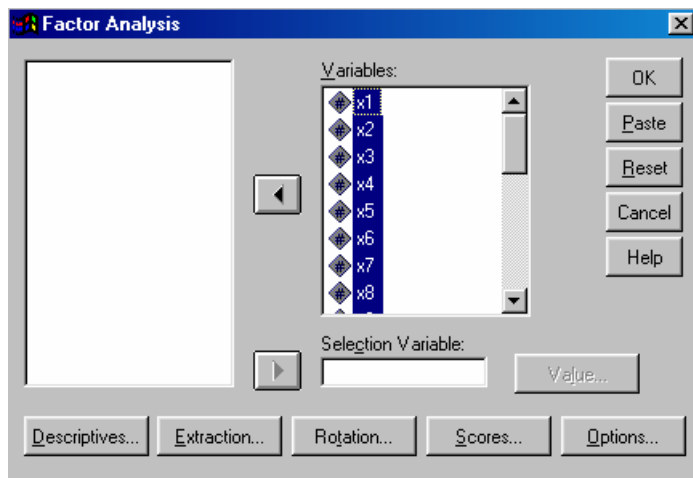 Factor Analysis
Variables:
# x1
# x2
# x3
# x4
# x5
# x6
# x7
# x8
OK
Paste
Reset
Cancel
Help
Selection Variable:
Value...
Descriptives...
Extraction...
Rotation...
Scores...
Options...